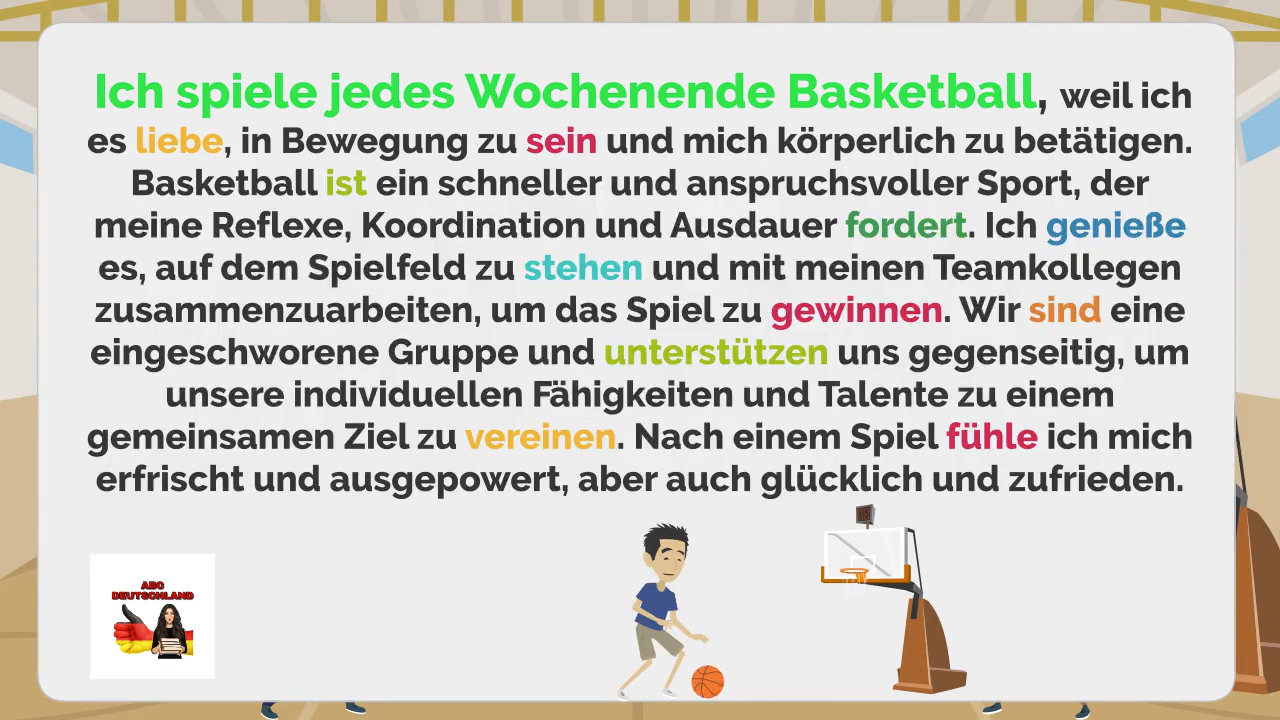 Ich spiele jedes Wochenende Basketball, weil ich
es liebe, in Bewegung zu sein und mich körperlich zu betätigen.
Basketball ist ein schneller und anspruchsvoller Sport, der
meine Reflexe, Koordination und Ausdauer fordert. Ich genieße
es, auf dem Spielfeld zu stehen und mit meinen Teamkollegen
zusammenzuarbeiten, um das Spiel zu gewinnen. Wir sind eine
eingeschworene Gruppe und unterstützen uns gegenseitig, um
unsere individuellen Fähigkeiten und Talente zu einem
gemeinsamen Ziel zu vereinen. Nach einem Spiel fühle ich mich
erfrischt und ausgepowert, aber auch glücklich und zufrieden.
ABC
DEUTSCHLAND